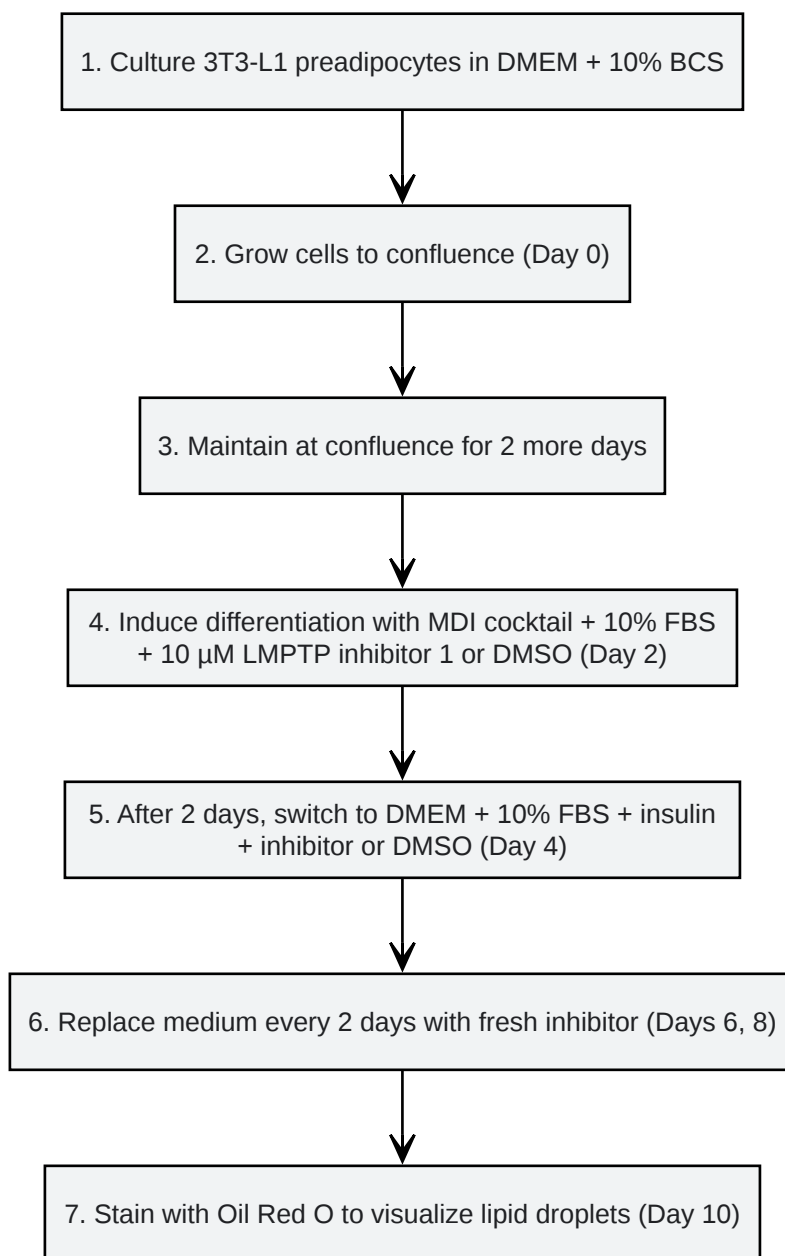 1. Culture 3T3-L1 preadipocytes in DMEM + 10% BCS
2. Grow cells to confluence (Day 0)
3. Maintain at confluence for 2 more days
4. Induce differentiation with MDI cocktail + 10% FBS
+ 10 µM LMPTP inhibitor 1 or DMSO (Day 2)
5. After 2 days, switch to DMEM + 10% FBS + insulin
+ inhibitor or DMSO (Day 4)
6. Replace medium every 2 days with fresh inhibitor (Days 6, 8)
7. Stain with Oil Red O to visualize lipid droplets (Day 10)